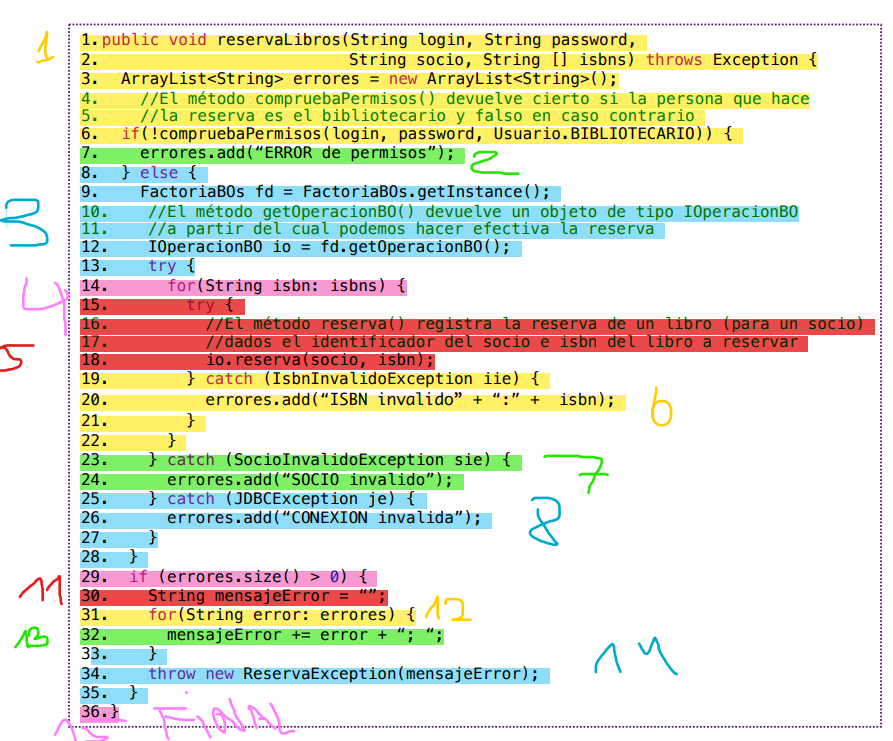 1
1. public void reservaLibros(String login, String password,
2. String socio, String [] isbns) throws Exception {
3. ArrayList<String> errores = new ArrayList<String>();
4. //El método compruebaPermisos() devuelve cierto si la persona que hace
5. //la reserva es el bibliotecario y falso en caso contrario
6. if(!compruebaPermisos(login, password, Usuario.BIBLIOTECARIO)) {
7. errores.add(“ERROR de permisos”);
2
8. } else {
3
9. FactoriaBOs fd = FactoriaBOs.getInstance();
10. //El método getOperacionBO() devuelve un objeto de tipo IOperacionBO
11. //a partir del cual podemos hacer efectiva la reserva
12. IOperacionBO io = fd.getOperacionBO();
13. try {
4
14. for(String isbn: isbns) {
15. try {
16. //El método reserva() registra la reserva de un libro (para un socio)
5
17. //dados el identificador del socio e isbn del libro a reservar
18. io.reserva(socio, isbn);
19. } catch (IsbnInvalidoException iie) {
20. errores.add(“ISBN invalido” + “:” + isbn);
6
21. }
22. }
23. } catch (SocioInvalidoException sie) {
7
24. errores.add(“SOCIO invalido”);
25. } catch (JDBCException je) {
26. errores.add(“CONEXION invalida”);
8
27. }
28. }
29. if (errores.size() > 0) {
11
30. String mensajeError = “”;
31. for(String error: errores) {
12
13
32. mensajeError += error + “; “;
33. }
14
34. throw new ReservaException(mensajeError);
35. }
36.}
FINAL